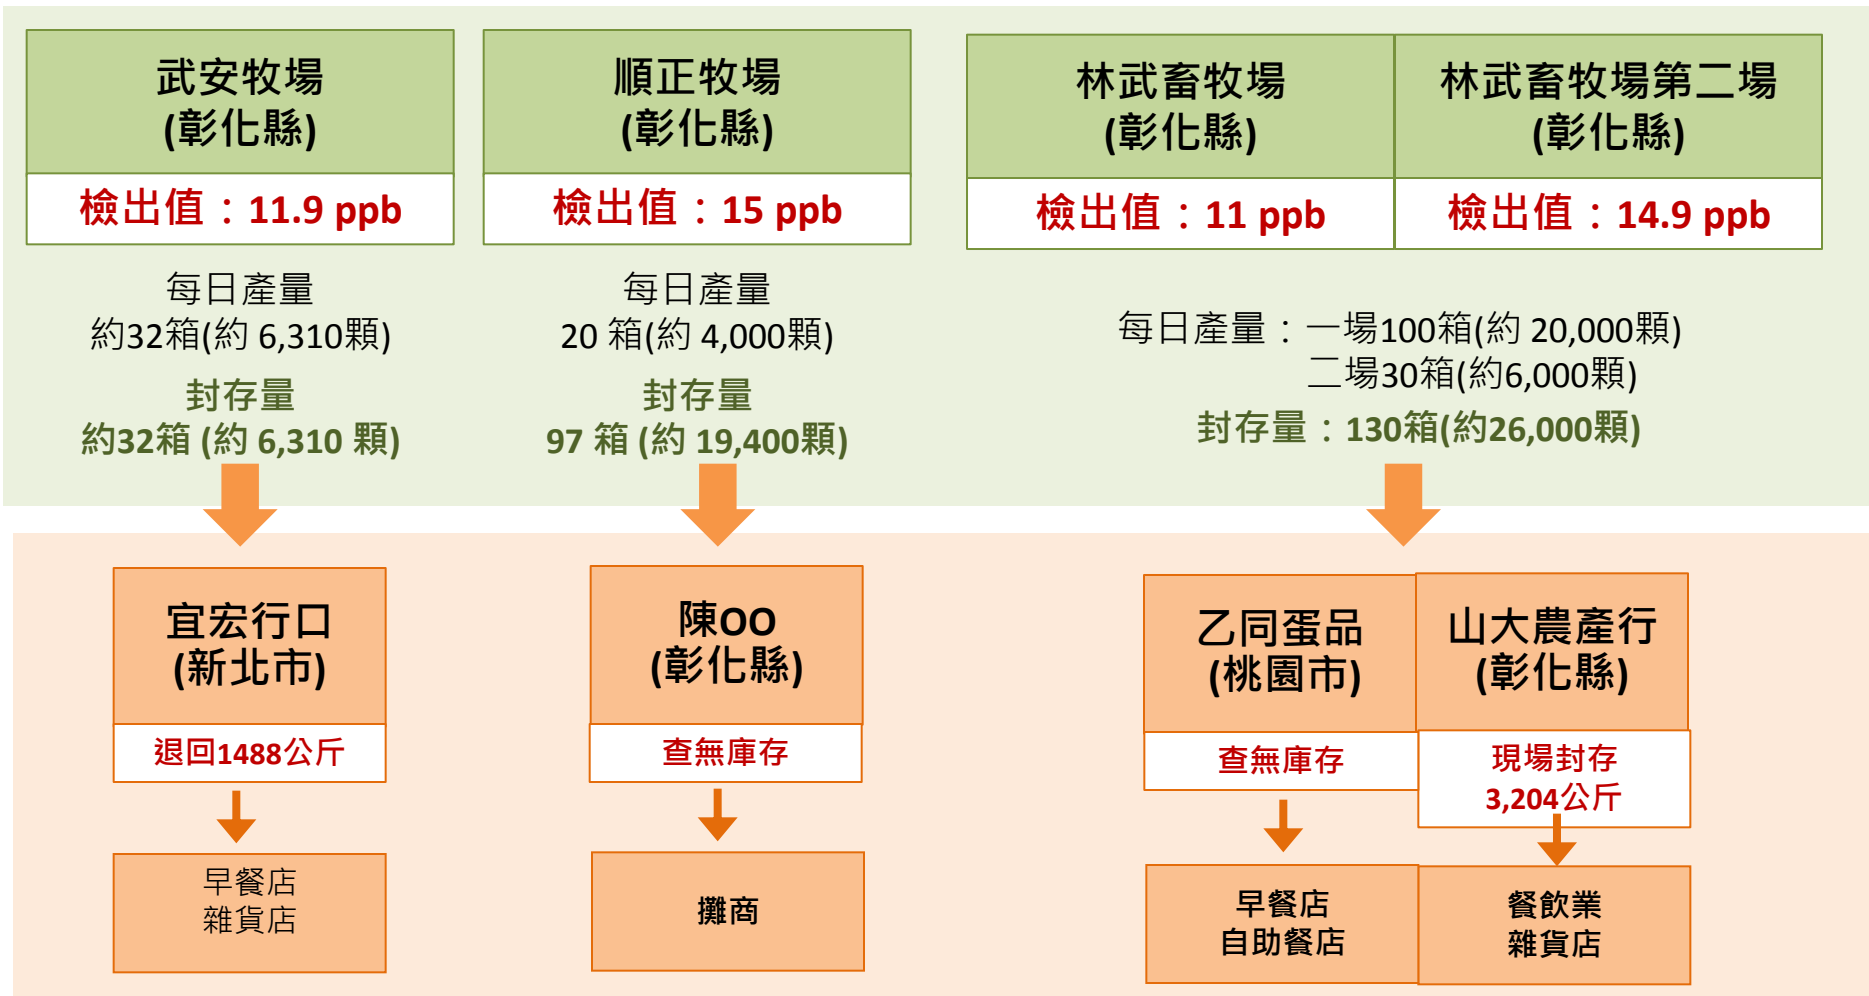 武安牧場
(彰化縣)
檢出值：11.9 ppb
每日產量
約32箱(約 6,310顆)
封存量
約32箱 (約 6,310 顆)
順正牧場
(彰化縣)
檢出值：15 ppb
每日產量
20 箱(約 4,000顆)
封存量
97 箱 (約 19,400顆)
林武畜牧場
(彰化縣)
檢出值：11 ppb
林武畜牧場第二場
(彰化縣)
檢出值：14.9 ppb
每日產量：一場100箱(約 20,000顆)
二場30箱(約6,000顆)
封存量：130箱(約26,000顆)
宜宏行口
(新北市)
退回1488公斤
早餐店
雜貨店
陳OO
(彰化縣)
查無庫存
攤商
乙同蛋品
(桃園市)
查無庫存
早餐店
自助餐店
山大農產行
(彰化縣)
現場封存
3,204公斤
餐飲業
雜貨店